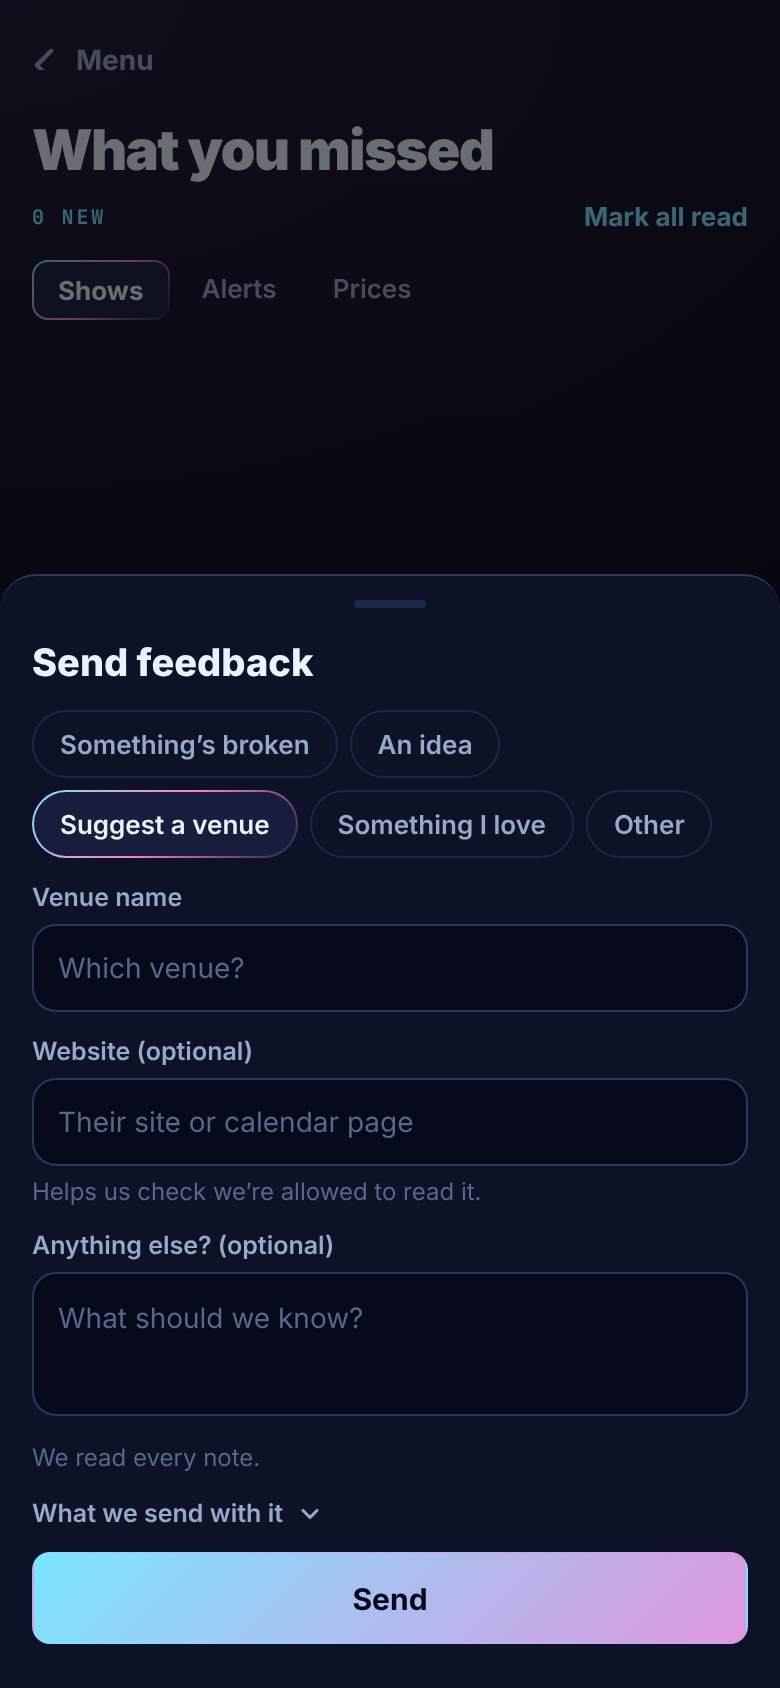 Menu
What you missed
0 NEW
Mark all read
Shows
Alerts
Prices
Send feedback
Something’s broken
An idea
Suggest a venue
Something I love
Other
Venue name
Which venue?
Website (optional)
Their site or calendar page
Helps us check we’re allowed to read it.
Anything else? (optional)
What should we know?
We read every note.
What we send with it
Send